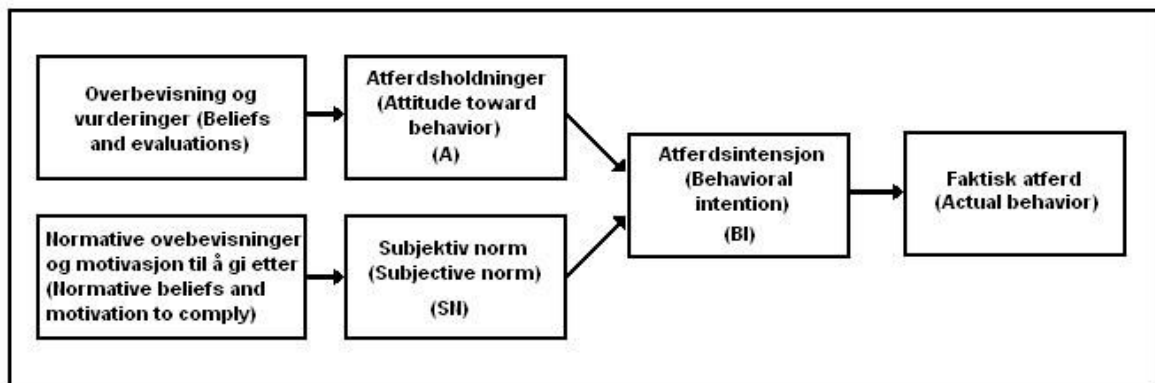 Overbevisning og
vurderinger (Beliefs
and evaluations)
Atferdsholdninger
(Attitude toward
behavior)
(A)
Normative ovebevisninger
og motivasjon til å gi etter
(Normative beliefs and
motivation to comply)
Subjektiv norm
(Subjective norm)
(SN)
Atferdsintensjon
(Behavioral
intention)
(BI)
Faktisk atferd
(Actual behavior)